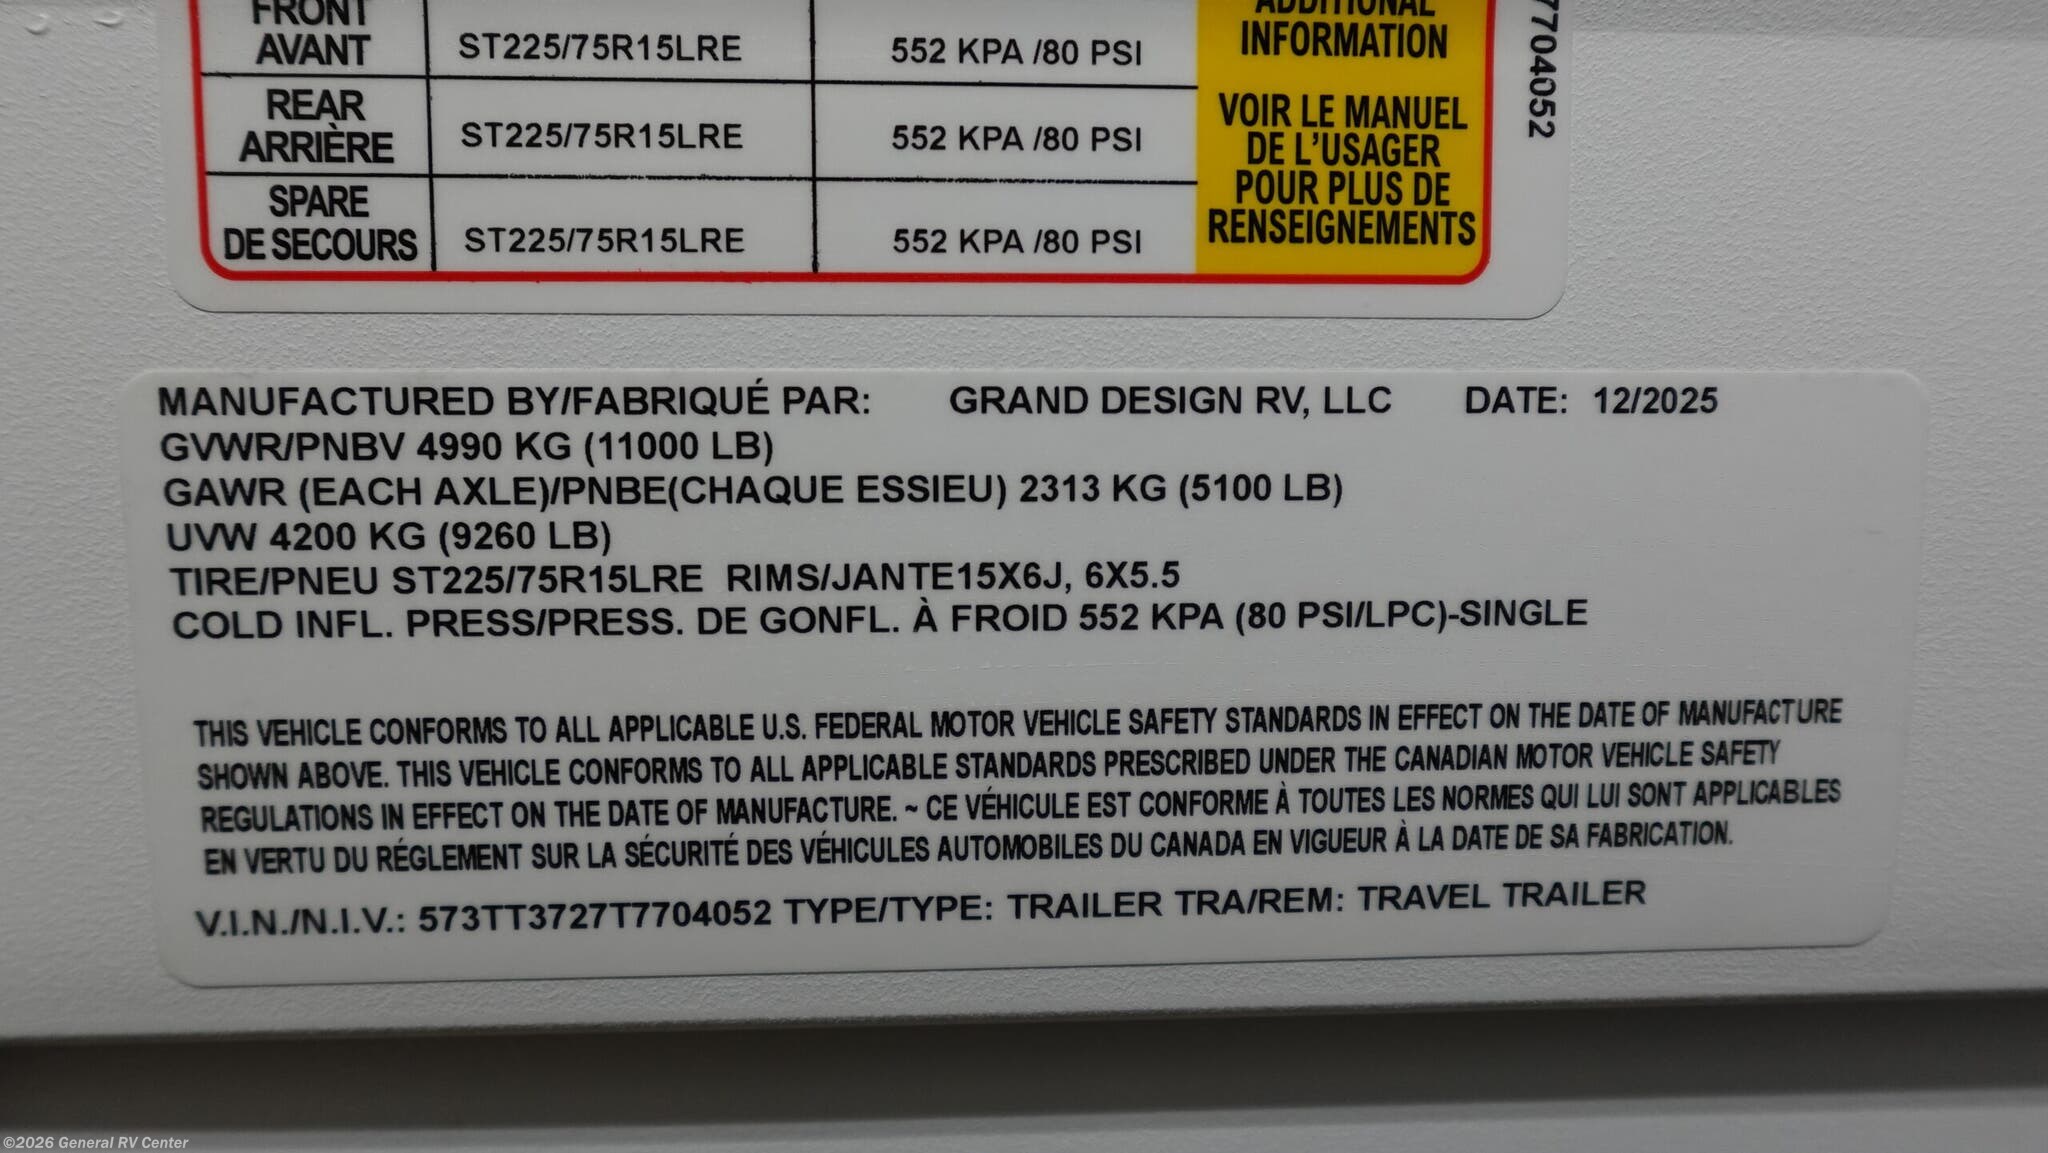 FRONT
AVANT
ST225/75R15LRE
552 KPA /80 PSI
ADDITIONAL
INFORMATION
REAR
ARRIÈRE
ST225/75R15LRE
552 KPA /80 PSI
SPARE
DE SECOURS
ST225/75R15LRE
552 KPA /80 PSI
VOIR LE MANUEL
DE L'USAGER
POUR PLUS DE
RENSEIGNEMENTS
7704052
MANUFACTURED BY/FABRIQUÉ PAR: GRAND DESIGN RV, LLC DATE: 12/2025
GVWR/PNBV 4990 KG (11000 LB)
GAWR (EACH AXLE)/PNBE(CHAQUE ESSIEU) 2313 KG (5100 LB)
UVW 4200 KG (9260 LB)
TIRE/PNEU ST225/75R15LRE RIMS/JANTE15X6J, 6X5.5
COLD INFL. PRESS/PRESS. DE GONFL. À FROID 552 KPA (80 PSI/LPC)-SINGLE
THIS VEHICLE CONFORMS TO ALL APPLICABLE U.S. FEDERAL MOTOR VEHICLE SAFETY STANDARDS IN EFFECT ON THE DATE OF MANUFACTURE
SHOWN ABOVE. THIS VEHICLE CONFORMS TO ALL APPLICABLE STANDARDS PRESCRIBED UNDER THE CANADIAN MOTOR VEHICLE SAFETY
REGULATIONS IN EFFECT ON THE DATE OF MANUFACTURE. ~ CE VÉHICULE EST CONFORME À TOUTES LES NORMES QUI LUI SONT APPLICABLES
EN VERTU DU RÉGLEMENT SUR LA SÉCURITÉ DES VÉHICULES AUTOMOBILES DU CANADA EN VIGUEUR À LA DATE DE SA FABRICATION.
V.I.N./N.I.V.: 573TT3727T7704052 TYPE/TYPE: TRAILER TRA/REM: TRAVEL TRAILER
©2026 General RV Center